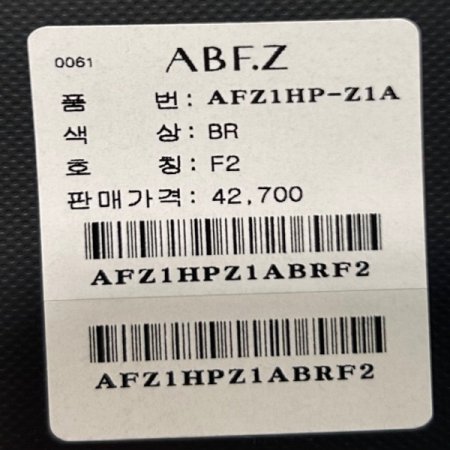 0061 ABF.Z
품 번: AFZ1HP-Z1A
색 상: BR
호 칭: F2
판매가격: 42,700
AFZ1HPZ1ABRF2
AFZ1HPZ1ABRF2